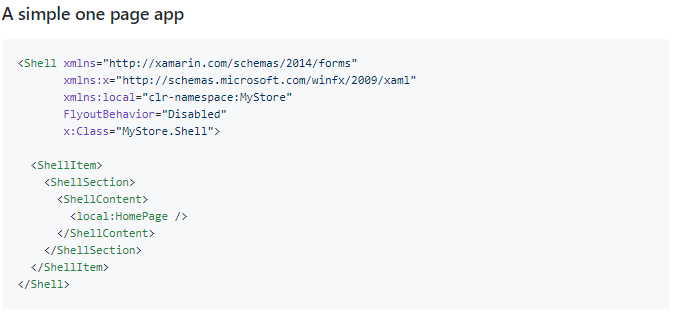 A simple one page app
<Shell xmlns="http://xamarin.com/schemas/2014/forms"
xmlns:x="http://schemas.microsoft.com/winfx/2009/xaml"
xmlns:local="clr-namespace:MyStore"
FlyoutBehavior="Disabled"
x:Class="MyStore.Shell">
<ShellItem>
<ShellSection>
<ShellContent>
<local:HomePage />
</ShellContent>
</ShellSection>
</ShellItem>
</Shell>